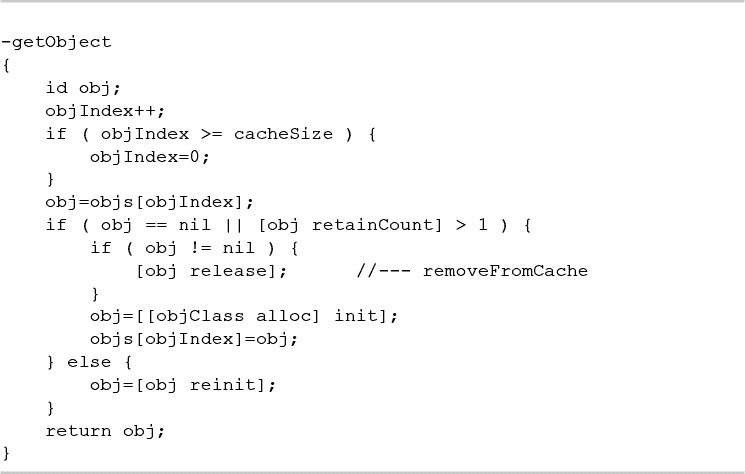 -getObject
{
    id obj;
    objIndex++;
    if ( objIndex >= cacheSize ) {
        objIndex=0;
    }
    obj=objs[objIndex];
    if ( obj == nil || [obj retainCount] > 1 ) {
        if ( obj != nil ) {
            [obj release];      //--- removeFromCache
        }
        obj=[[objClass alloc] init];
        objs[objIndex]=obj;
    } else {
        obj=[obj reinit];
    }
    return obj;
}